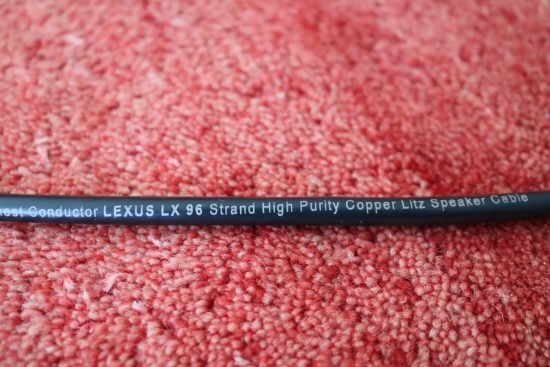 Conductor LEXUS LX 96 Strand High Purity Copper Litz Speaker Cable